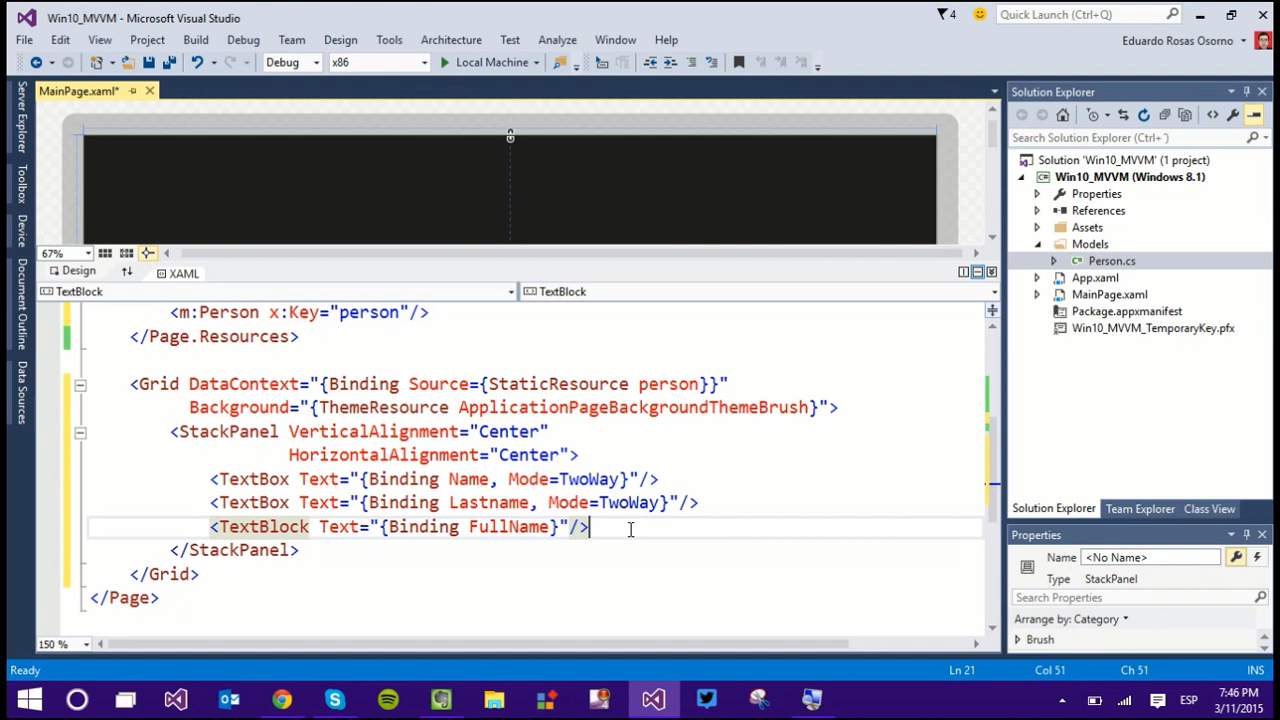 Win10_MVVM - Microsoft Visual Studio
4
Quick Launch (Ctrl+Q)
File Edit View Project Build Debug Team Design Tools Architecture Test Analyze Window Help
Eduardo Rosas Osorno
Debug x86 Local Machine
MainPage.xaml*
Server Explorer
Toolbox
Device
Document Outline
Data Sources
67%
Design XAML
TextBlock TextBlock
<m:Person x:Key="person"/>
</Page.Resources>
<Grid DataContext="{Binding Source={StaticResource person}}"
Background="{ThemeResource ApplicationPageBackgroundThemeBrush}">
<StackPanel VerticalAlignment="Center"
HorizontalAlignment="Center">
<TextBox Text="{Binding Name, Mode=TwoWay}"/>
<TextBox Text="{Binding Lastname, Mode=TwoWay}"/>
<TextBlock Text="{Binding FullName}"/>
</StackPanel>
</Grid>
</Page>
150 %
Solution Explorer
Search Solution Explorer (Ctrl+´)
Solution 'Win10_MVVM' (1 project)
Win10_MVVM (Windows 8.1)
Properties
References
Assets
Models
C# Person.cs
App.xaml
MainPage.xaml
Package.appxmanifest
Win10_MVVM_TemporaryKey.pfx
Solution Explorer Team Explorer Class View
Properties
Name <No Name>
Type StackPanel
Search Properties
Arrange by: Category
Brush
Ready
Ln 21 Col 51 Ch 51 INS
ESP
7:46 PM
3/11/2015